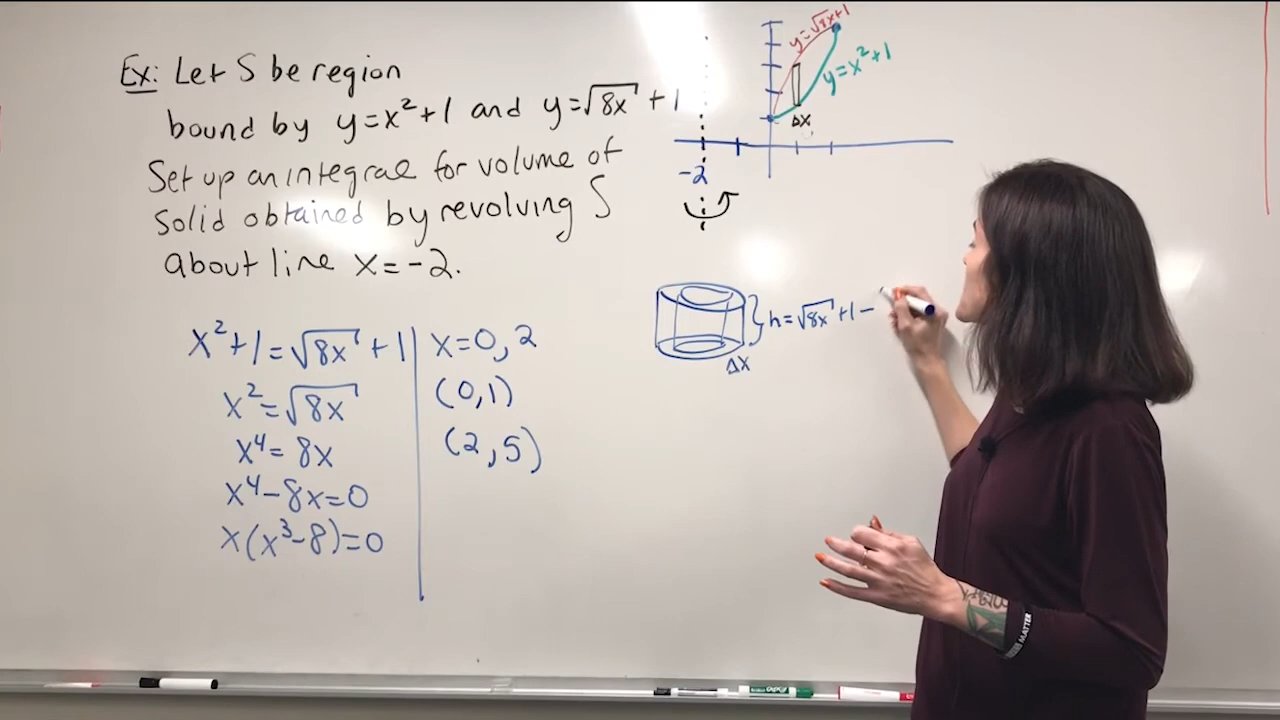 Ex: Let S be region
bound by y=x²+1 and y=√8x +1
Set up an integral for volume of
solid obtained by revolving S
about line x=-2.
x²+1=√8x +1
x²=√8x
x⁴=8x
x⁴-8x=0
x(x³-8)=0
x=0,2
(0,1)
(2,5)
y=√8x+1
y=x²+1
Δx
-2
h=√8x +1-
Δx
MATTER